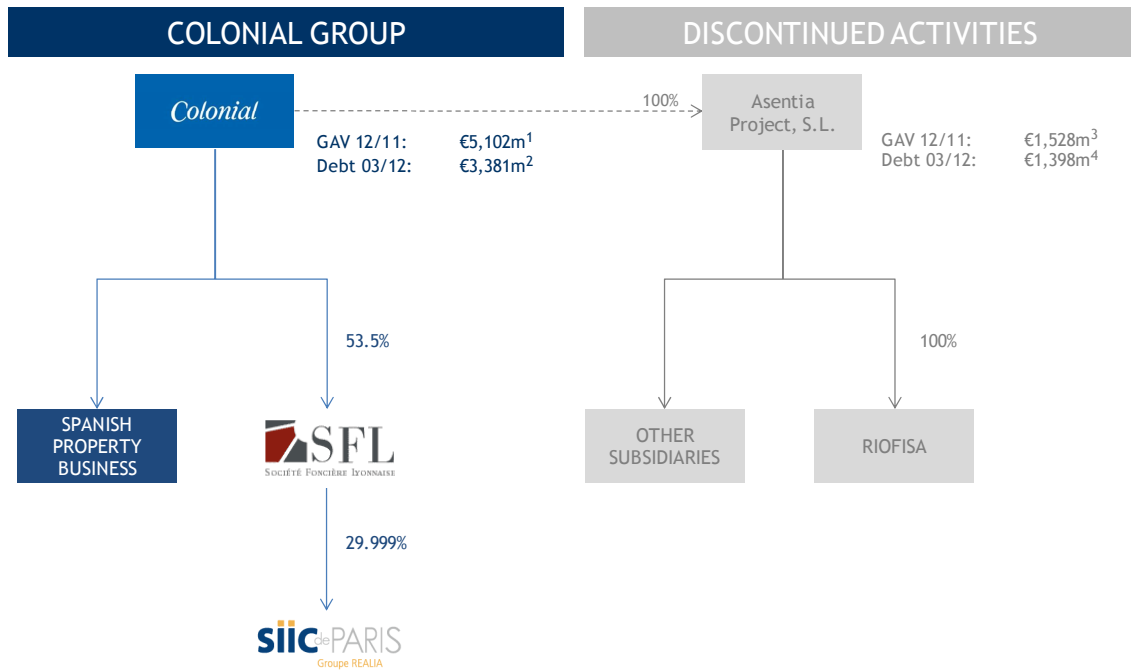 COLONIAL GROUP
DISCONTINUED ACTIVITIES
Colonial
100%
Asentia
Project, S.L.
GAV 12/11: €5,102m1
Debt 03/12: €3,381m2
GAV 12/11: €1,528m3
Debt 03/12: €1,398m4
53.5%
100%
SPANISH
PROPERTY
BUSINESS
SFL
SOCIÉTÉ FONCIÈRE LYONNAISE
OTHER
SUBSIDIARIES
RIOFISA
29.999%
siic de PARIS
Groupe REALIA